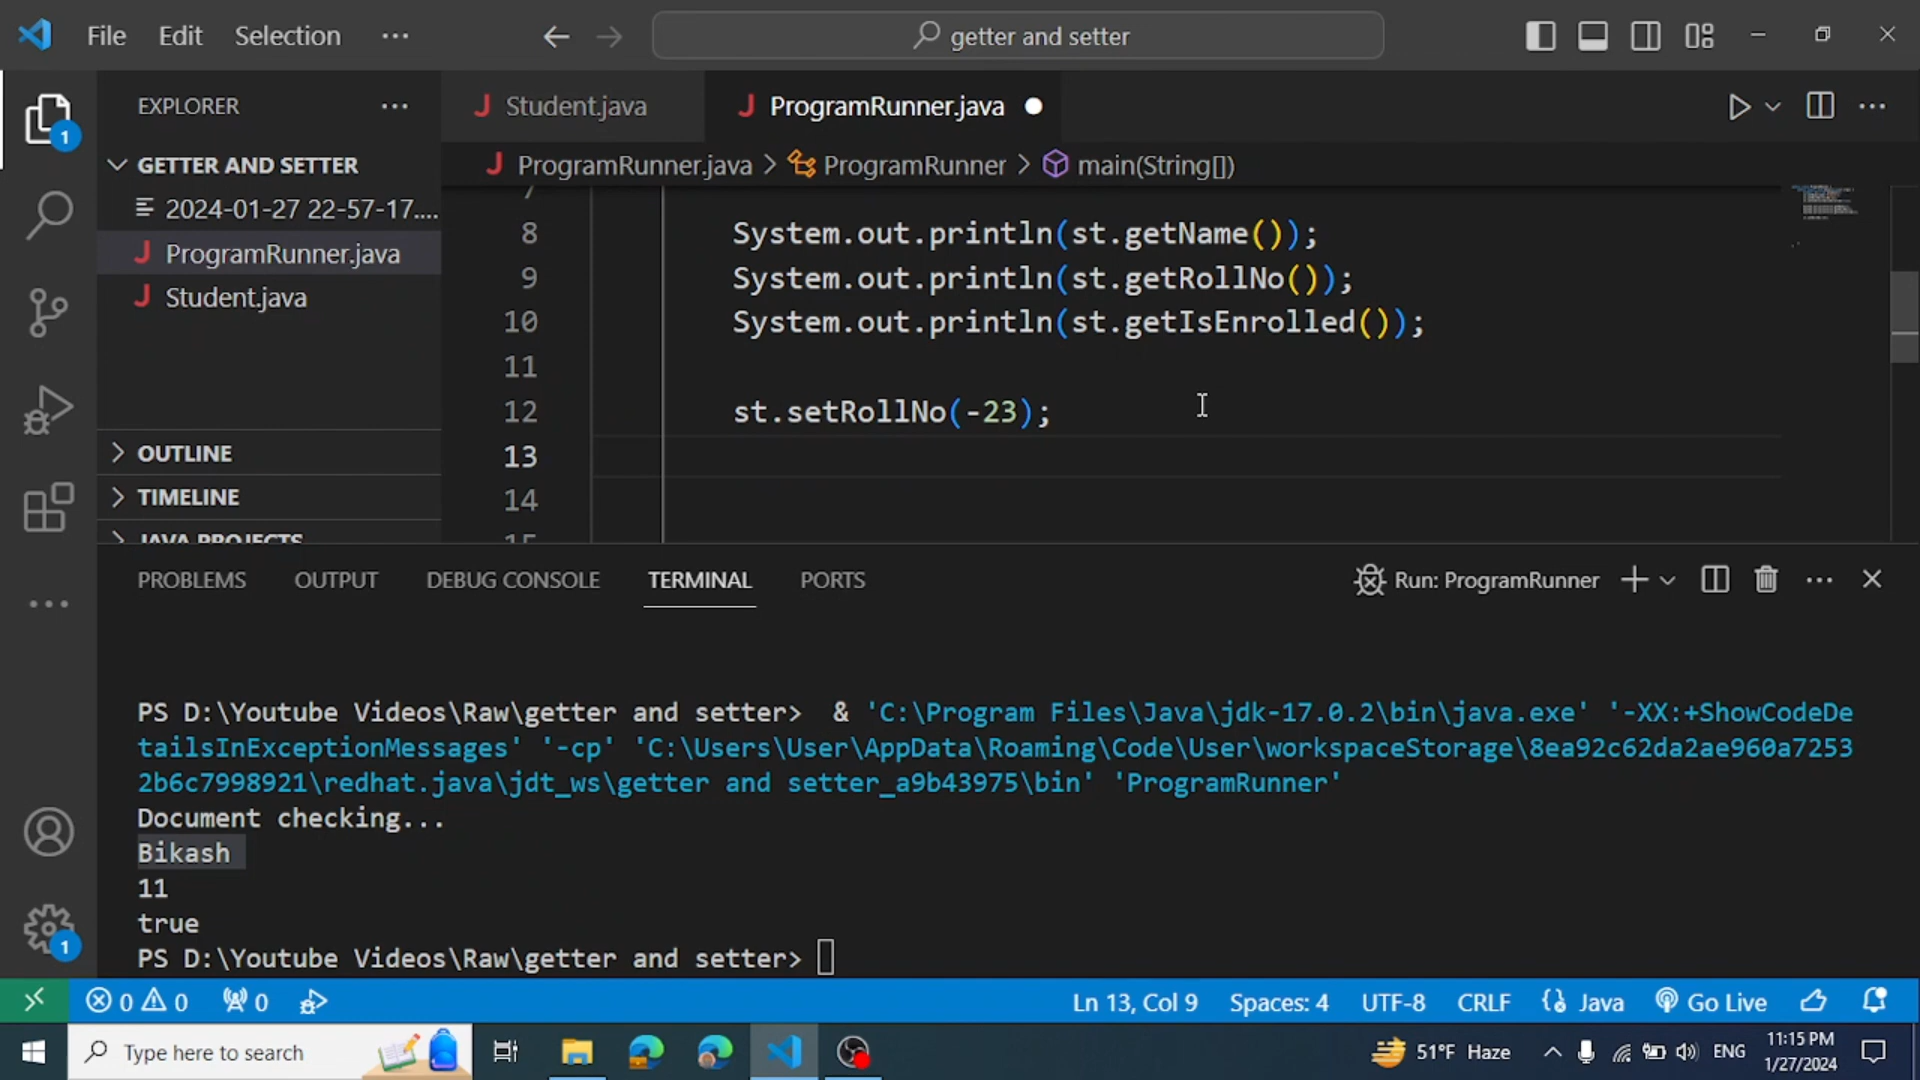 File Edit Selection ··· getter and setter
EXPLORER ··· Student.java ProgramRunner.java
GETTER AND SETTER ProgramRunner.java > ProgramRunner > main(String[])
2024-01-27 22-57-17....
ProgramRunner.java
Student.java
OUTLINE
TIMELINE
JAVA PROJECTS
1
1
7
8 System.out.println(st.getName());
9 System.out.println(st.getRollNo());
10 System.out.println(st.getIsEnrolled());
11
12 st.setRollNo(-23);
13
14
15
PROBLEMS OUTPUT DEBUG CONSOLE TERMINAL PORTS Run: ProgramRunner
PS D:\Youtube Videos\Raw\getter and setter>  & 'C:\Program Files\Java\jdk-17.0.2\bin\java.exe' '-XX:+ShowCodeDe
tailsInExceptionMessages' '-cp' 'C:\Users\User\AppData\Roaming\Code\User\workspaceStorage\8ea92c62da2ae960a7253
2b6c7998921\redhat.java\jdt_ws\getter and setter_a9b43975\bin' 'ProgramRunner'
Document checking...
Bikash
11
true
PS D:\Youtube Videos\Raw\getter and setter>
0 0 0 Ln 13, Col 9 Spaces: 4 UTF-8 CRLF {} Java Go Live
Type here to search 51°F Haze ENG 11:15 PM
1/27/2024